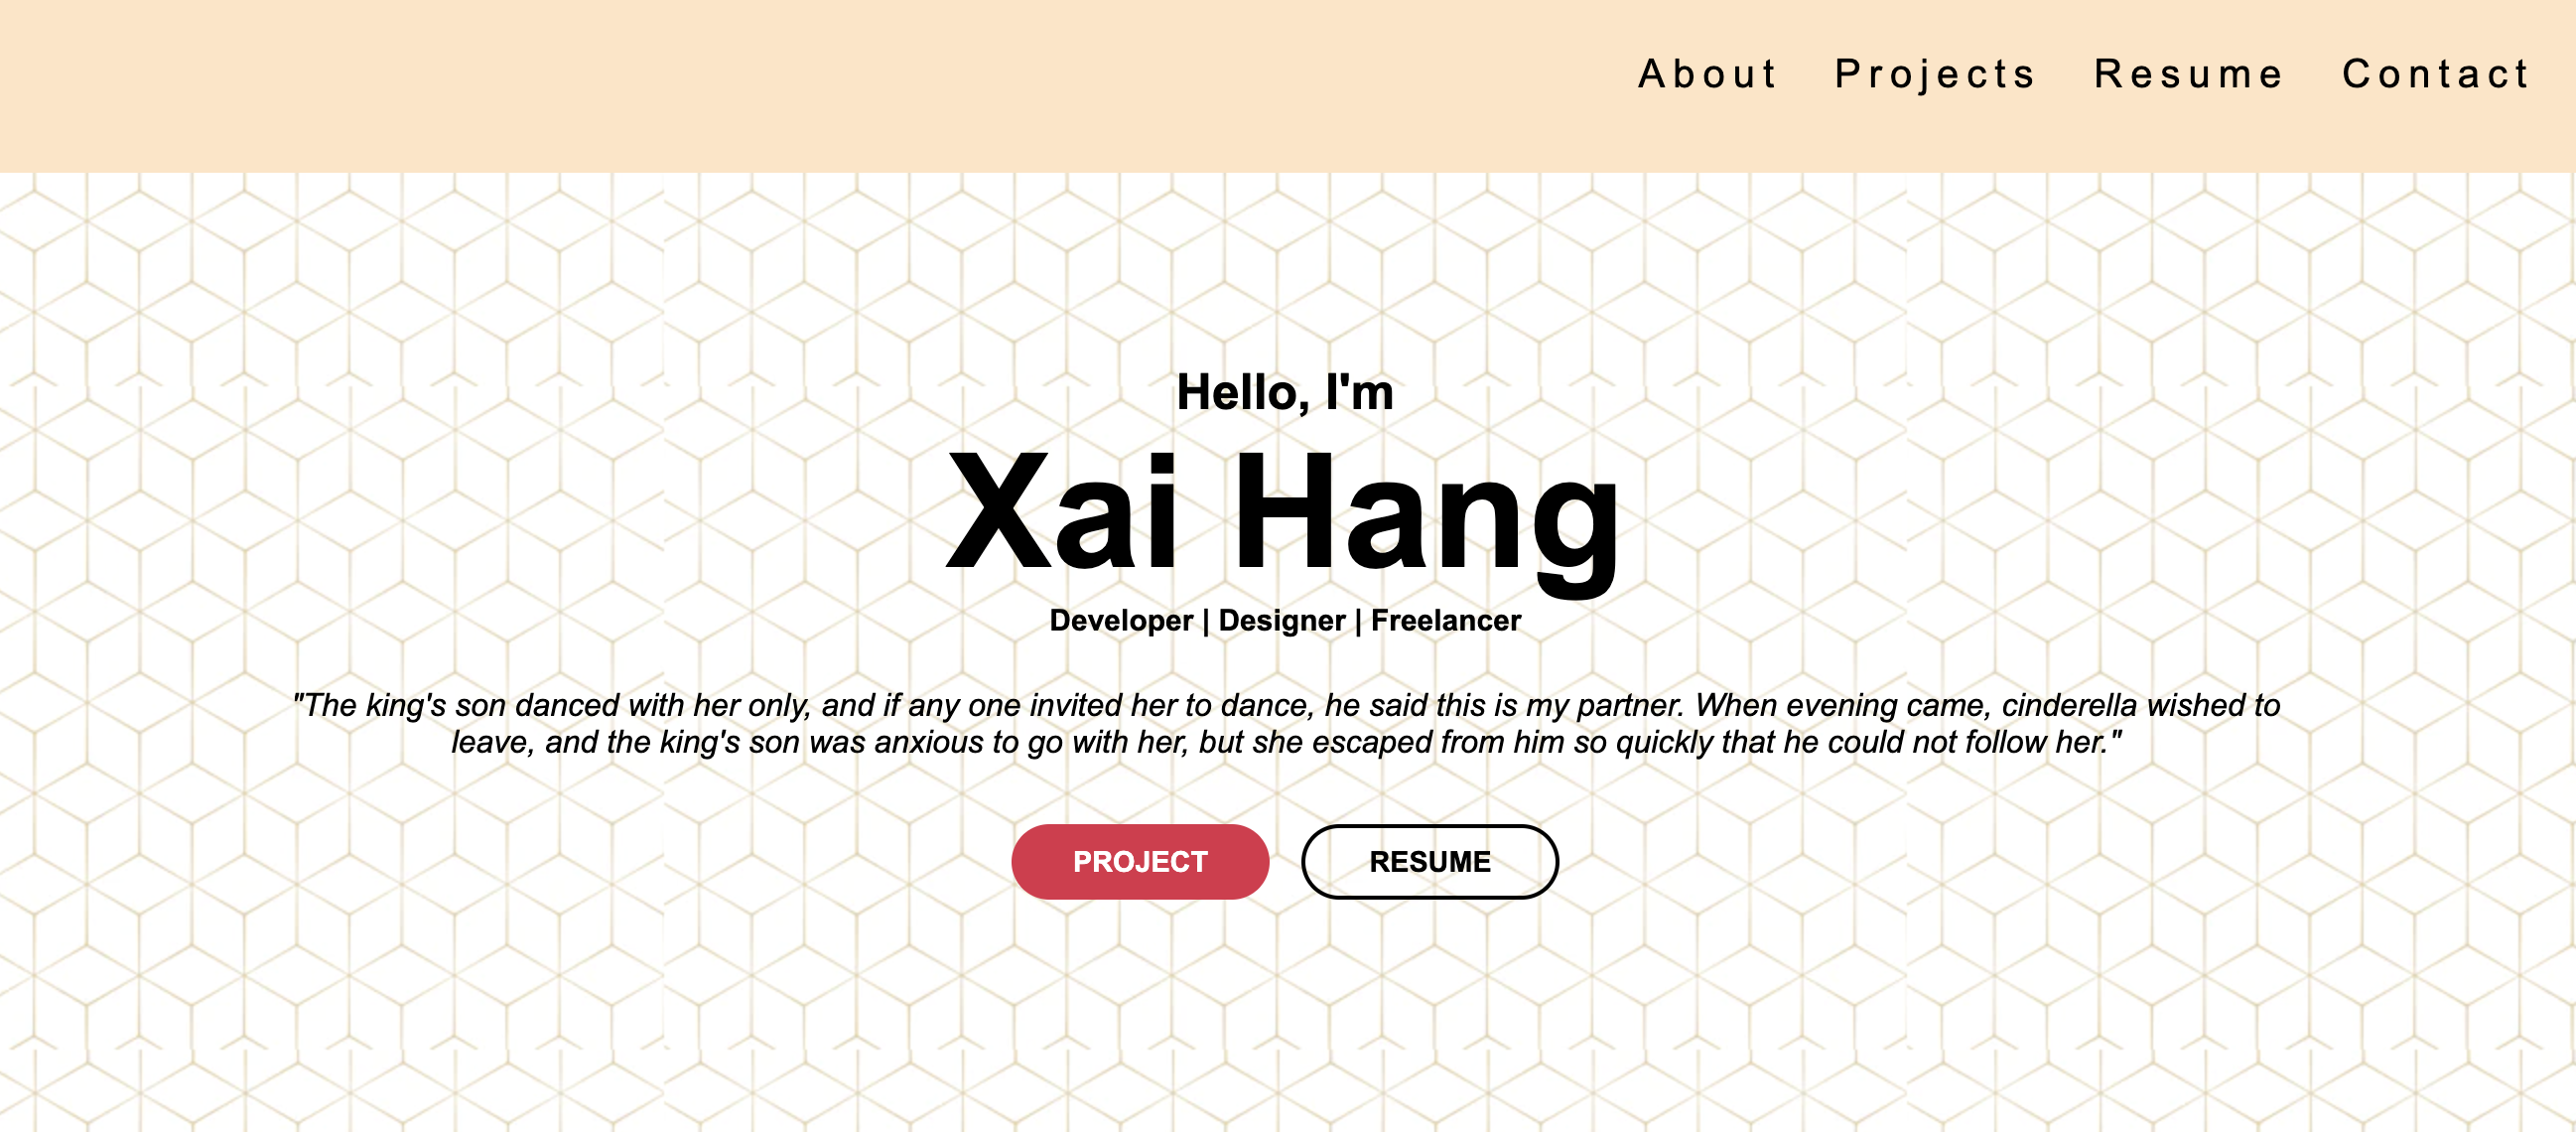 About Projects Resume Contact
Hello, I'm
Xai Hang
Developer | Designer | Freelancer
"The king's son danced with her only, and if any one invited her to dance, he said this is my partner. When evening came, cinderella wished to
leave, and the king's son was anxious to go with her, but she escaped from him so quickly that he could not follow her."
PROJECT RESUME